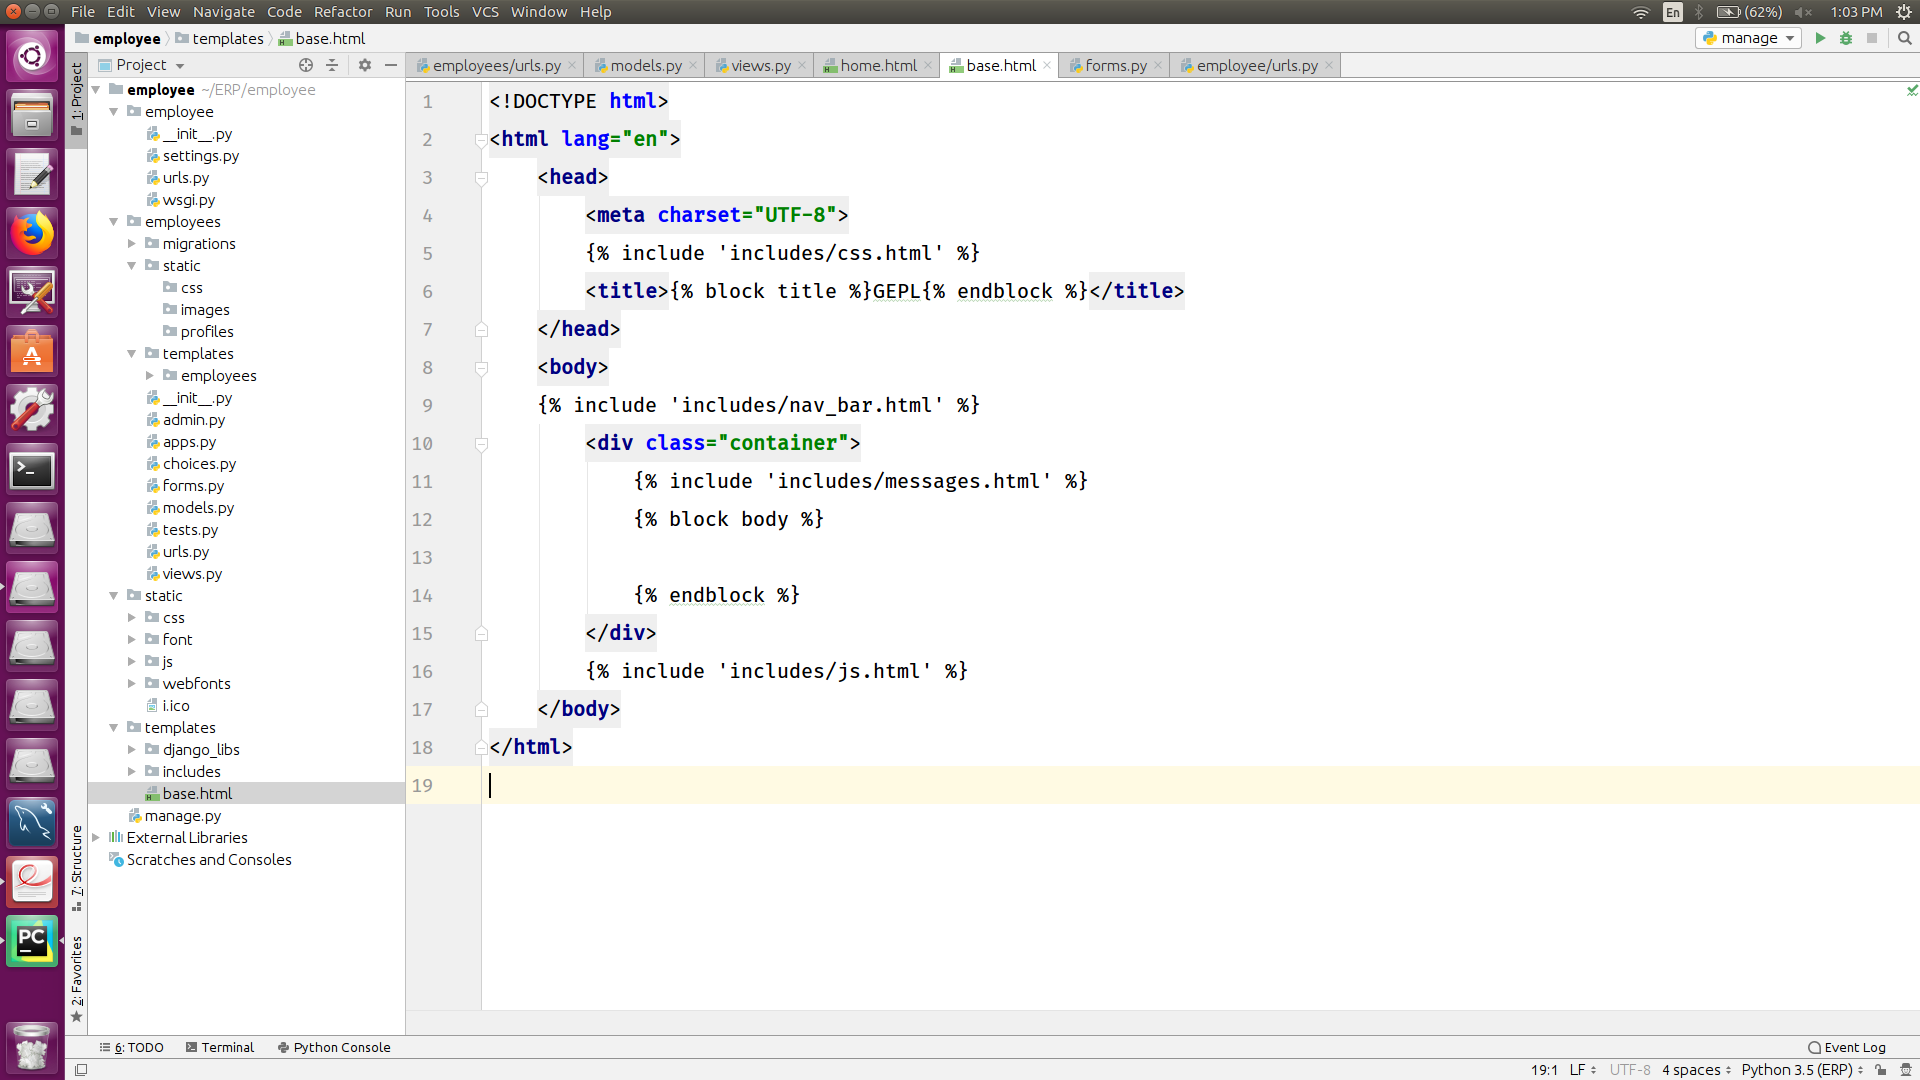 File Edit View Navigate Code Refactor Run Tools VCS Window Help
En (62%) 1:03 PM
employee templates base.html
manage
1: Project
Project
employees/urls.py models.py views.py home.html base.html forms.py employee/urls.py
employee ~/ERP/employee
employee
__init__.py
settings.py
urls.py
wsgi.py
employees
migrations
static
css
images
profiles
templates
employees
__init__.py
admin.py
apps.py
choices.py
forms.py
models.py
tests.py
urls.py
views.py
static
css
font
js
webfonts
i.ico
templates
django_libs
includes
base.html
manage.py
External Libraries
Scratches and Consoles
1 <!DOCTYPE html>
2 <html lang="en">
3 <head>
4 <meta charset="UTF-8">
5 {% include 'includes/css.html' %}
6 <title>{% block title %}GEPL{% endblock %}</title>
7 </head>
8 <body>
9 {% include 'includes/nav_bar.html' %}
10 <div class="container">
11 {% include 'includes/messages.html' %}
12 {% block body %}
13
14 {% endblock %}
15 </div>
16 {% include 'includes/js.html' %}
17 </body>
18 </html>
19
7: Structure
2: Favorites
PC
6: TODO Terminal Python Console Event Log
19:1 LF UTF-8 4 spaces Python 3.5 (ERP)